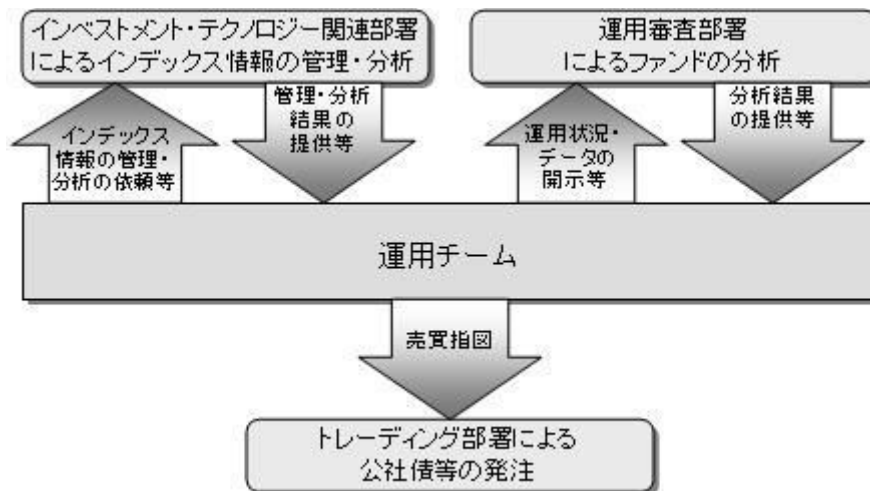 インベストメント・テクノロジー関連部署
によるインデックス情報の管理・分析
運用審査部署
によるファンドの分析
インデックス
情報の管理・
分析の依頼等
管理・分析
結果の
提供等
運用状況・
データの
開示等
分析結果
の提供等
運用チーム
売買指図
トレーディング部署による
公社債等の発注